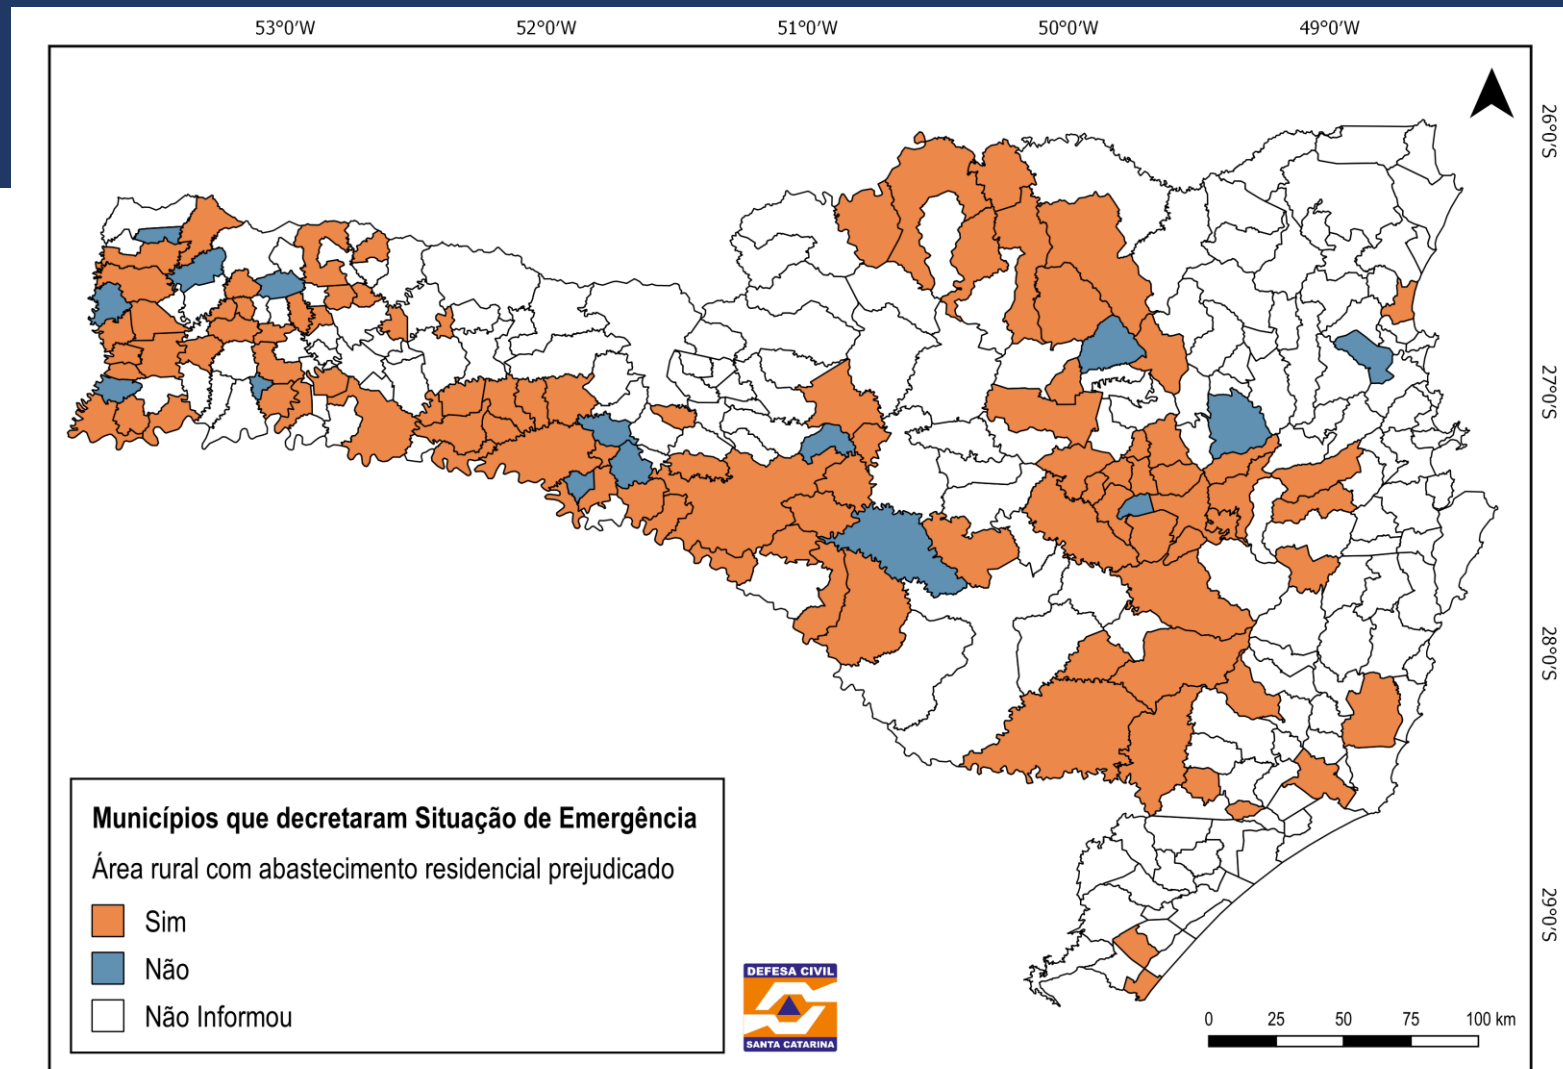 53°0'W 52°0'W 51°0'W 50°0'W 49°0'W
26°0'S
27°0'S
28°0'S
29°0'S
Municípios que decretaram Situação de Emergência
Área rural com abastecimento residencial prejudicado
Sim
Não
Não Informou
DEFESA CIVIL
SANTA CATARINA
0 25 50 75 100 km